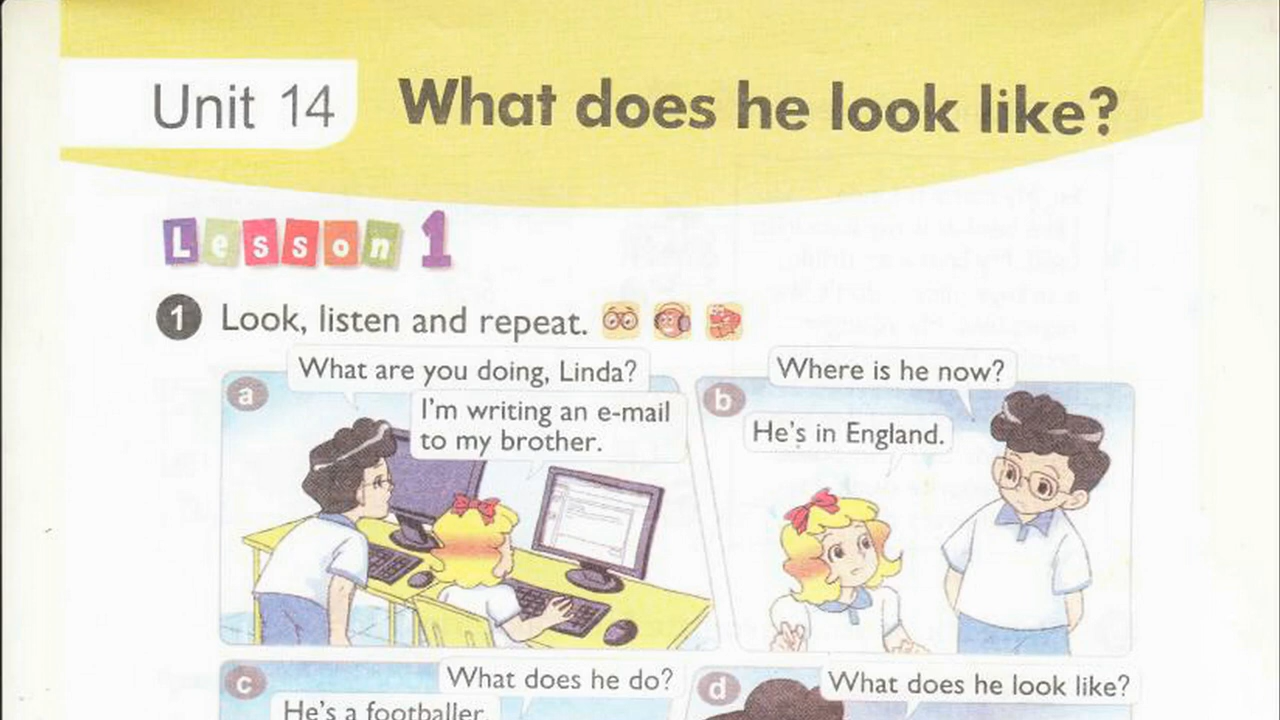 Unit 14
What does he look like?
Lesson 1
1 Look, listen and repeat.
a
What are you doing, Linda?
I'm writing an e-mail
to my brother.
b
Where is he now?
He's in England.
c
What does he do?
He's a footballer.
d
What does he look like?